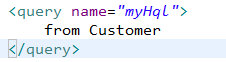 <query name="myHql">
    from Customer
</query>